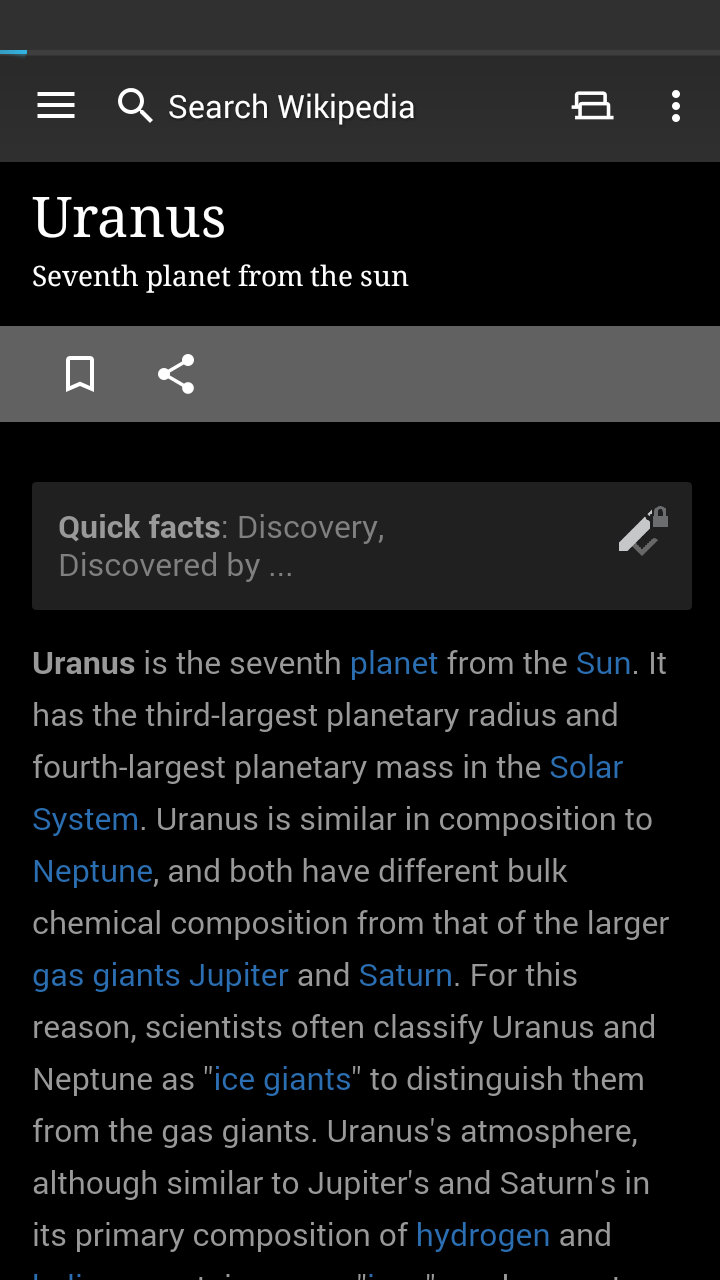 Search Wikipedia
Uranus
Seventh planet from the sun
Quick facts: Discovery,
Discovered by ...
Uranus is the seventh planet from the Sun. It
has the third-largest planetary radius and
fourth-largest planetary mass in the Solar
System. Uranus is similar in composition to
Neptune, and both have different bulk
chemical composition from that of the larger
gas giants Jupiter and Saturn. For this
reason, scientists often classify Uranus and
Neptune as "ice giants" to distinguish them
from the gas giants. Uranus's atmosphere,
although similar to Jupiter's and Saturn's in
its primary composition of hydrogen and